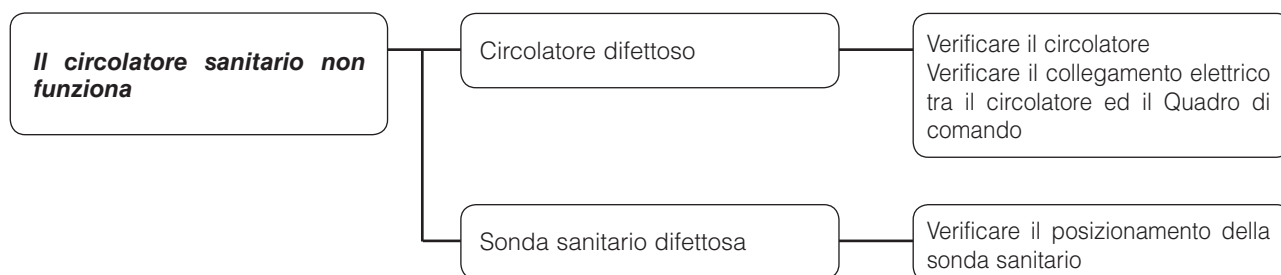 Il circolatore sanitario non
funziona
Circolatore difettoso
Verificare il circolatore
Verificare il collegamento elettrico
tra il circolatore ed il Quadro di
comando
Sonda sanitario difettosa
Verificare il posizionamento della
sonda sanitario